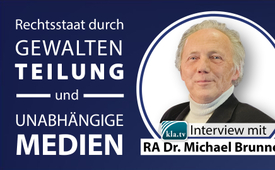 Rechtsstaat durch
GEWALTEN
TEILUNG
und
UNABHÄNGIGE
MEDIEN
kla.tv
Interview mit
RA Dr. Michael Brunne